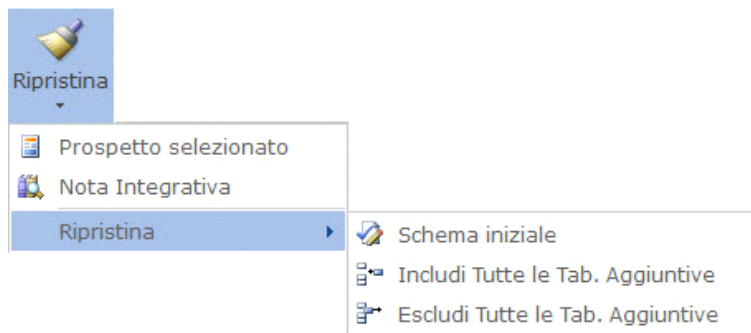 Ripristina
Prospetto selezionato
Nota Integrativa
Ripristina
Schema iniziale
Includi Tutte le Tab. Aggiuntive
Escludi Tutte le Tab. Aggiuntive